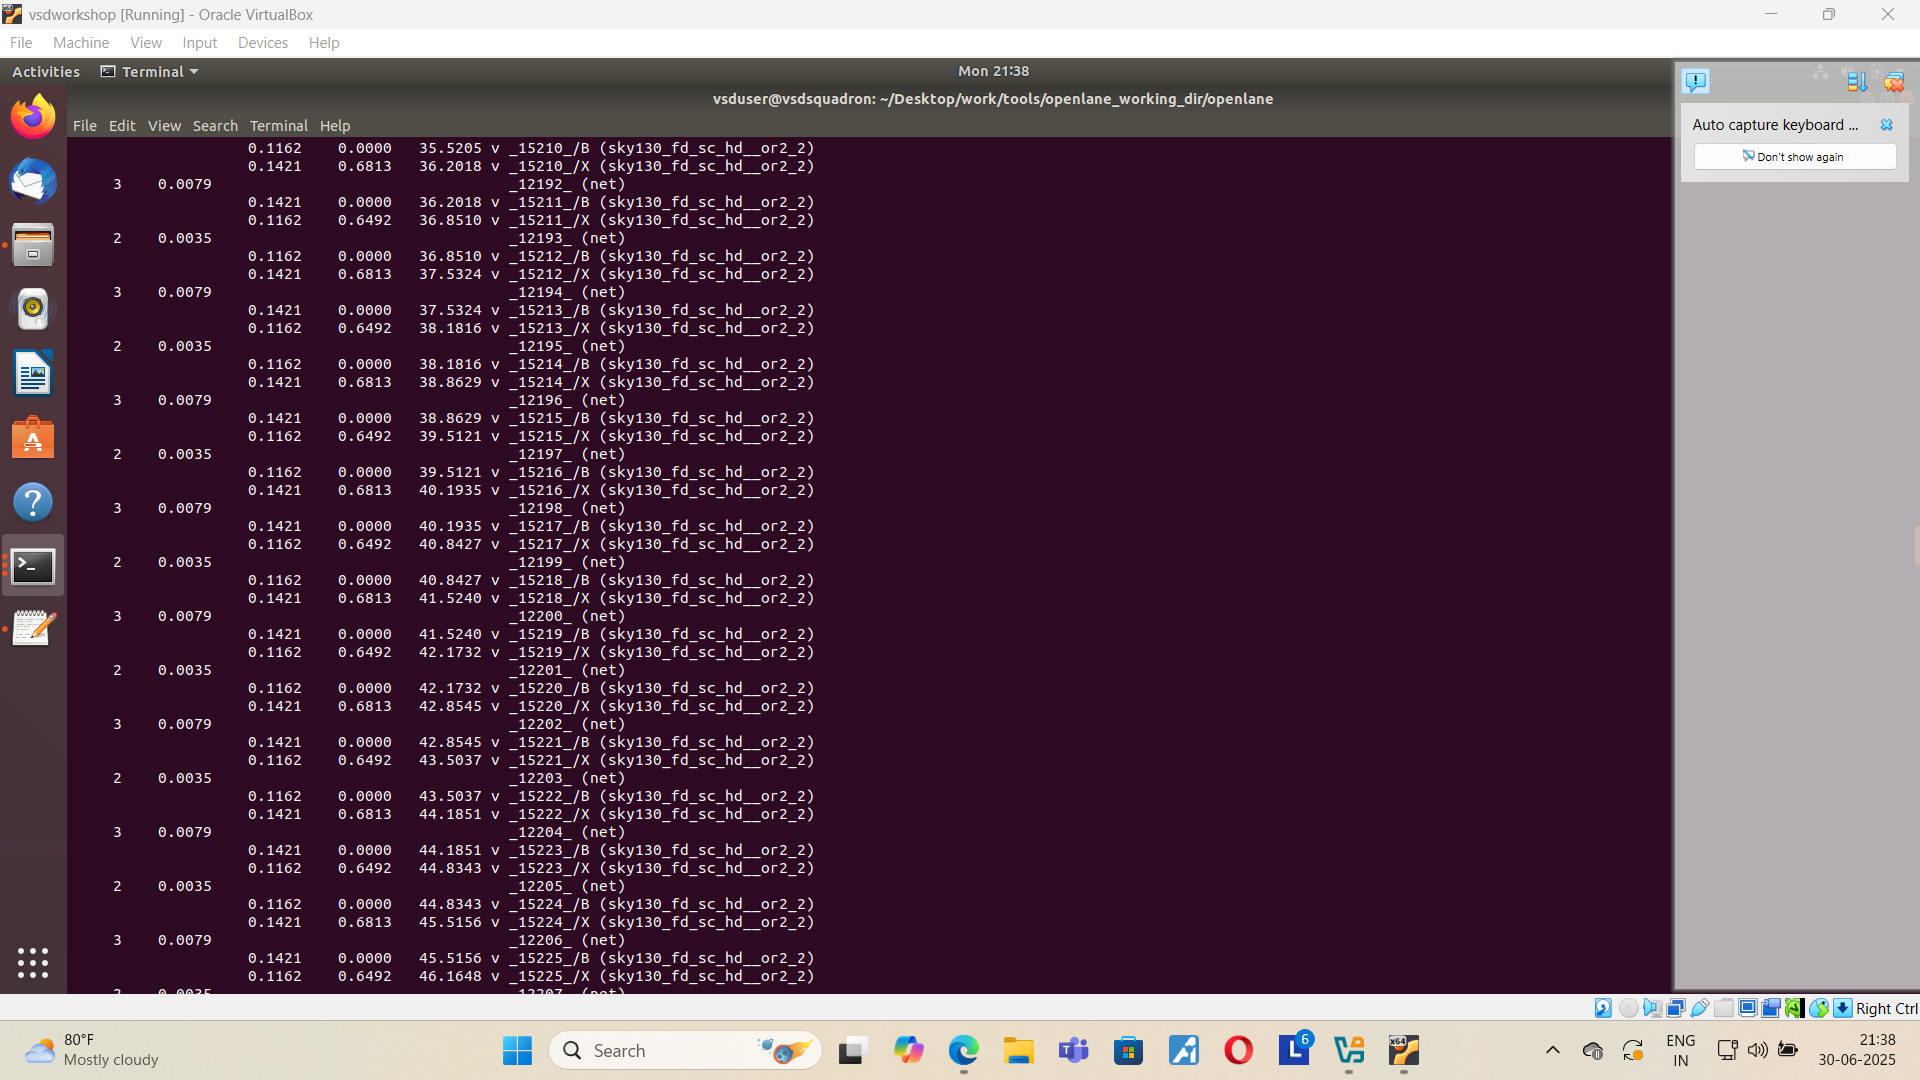 vsdworkshop [Running] - Oracle VirtualBox
File Machine View Input Devices Help
Activities Terminal Mon 21:38
vsduser@vsdsquadron: ~/Desktop/work/tools/openlane_working_dir/openlane
File Edit View Search Terminal Help
0.1162 0.0000 35.5205 v _15210_/B (sky130_fd_sc_hd__or2_2)
0.1421 0.6813 36.2018 v _15210_/X (sky130_fd_sc_hd__or2_2)
3 0.0079 _12192_ (net)
0.1421 0.0000 36.2018 v _15211_/B (sky130_fd_sc_hd__or2_2)
0.1162 0.6492 36.8510 v _15211_/X (sky130_fd_sc_hd__or2_2)
2 0.0035 _12193_ (net)
0.1162 0.0000 36.8510 v _15212_/B (sky130_fd_sc_hd__or2_2)
0.1421 0.6813 37.5324 v _15212_/X (sky130_fd_sc_hd__or2_2)
3 0.0079 _12194_ (net)
0.1421 0.0000 37.5324 v _15213_/B (sky130_fd_sc_hd__or2_2)
0.1162 0.6492 38.1816 v _15213_/X (sky130_fd_sc_hd__or2_2)
2 0.0035 _12195_ (net)
0.1162 0.0000 38.1816 v _15214_/B (sky130_fd_sc_hd__or2_2)
0.1421 0.6813 38.8629 v _15214_/X (sky130_fd_sc_hd__or2_2)
3 0.0079 _12196_ (net)
0.1421 0.0000 38.8629 v _15215_/B (sky130_fd_sc_hd__or2_2)
0.1162 0.6492 39.5121 v _15215_/X (sky130_fd_sc_hd__or2_2)
2 0.0035 _12197_ (net)
0.1162 0.0000 39.5121 v _15216_/B (sky130_fd_sc_hd__or2_2)
0.1421 0.6813 40.1935 v _15216_/X (sky130_fd_sc_hd__or2_2)
3 0.0079 _12198_ (net)
0.1421 0.0000 40.1935 v _15217_/B (sky130_fd_sc_hd__or2_2)
0.1162 0.6492 40.8427 v _15217_/X (sky130_fd_sc_hd__or2_2)
2 0.0035 _12199_ (net)
0.1162 0.0000 40.8427 v _15218_/B (sky130_fd_sc_hd__or2_2)
0.1421 0.6813 41.5240 v _15218_/X (sky130_fd_sc_hd__or2_2)
3 0.0079 _12200_ (net)
0.1421 0.0000 41.5240 v _15219_/B (sky130_fd_sc_hd__or2_2)
0.1162 0.6492 42.1732 v _15219_/X (sky130_fd_sc_hd__or2_2)
2 0.0035 _12201_ (net)
0.1162 0.0000 42.1732 v _15220_/B (sky130_fd_sc_hd__or2_2)
0.1421 0.6813 42.8545 v _15220_/X (sky130_fd_sc_hd__or2_2)
3 0.0079 _12202_ (net)
0.1421 0.0000 42.8545 v _15221_/B (sky130_fd_sc_hd__or2_2)
0.1162 0.6492 43.5037 v _15221_/X (sky130_fd_sc_hd__or2_2)
2 0.0035 _12203_ (net)
0.1162 0.0000 43.5037 v _15222_/B (sky130_fd_sc_hd__or2_2)
0.1421 0.6813 44.1851 v _15222_/X (sky130_fd_sc_hd__or2_2)
3 0.0079 _12204_ (net)
0.1421 0.0000 44.1851 v _15223_/B (sky130_fd_sc_hd__or2_2)
0.1162 0.6492 44.8343 v _15223_/X (sky130_fd_sc_hd__or2_2)
2 0.0035 _12205_ (net)
0.1162 0.0000 44.8343 v _15224_/B (sky130_fd_sc_hd__or2_2)
0.1421 0.6813 45.5156 v _15224_/X (sky130_fd_sc_hd__or2_2)
3 0.0079 _12206_ (net)
0.1421 0.0000 45.5156 v _15225_/B (sky130_fd_sc_hd__or2_2)
0.1162 0.6492 46.1648 v _15225_/X (sky130_fd_sc_hd__or2_2)
2 0.0035 _12207_ (net)
Auto capture keyboard ...
Don't show again
Right Ctrl
80°F
Mostly cloudy
Search
6
x64
ENG
IN
21:38
30-06-2025